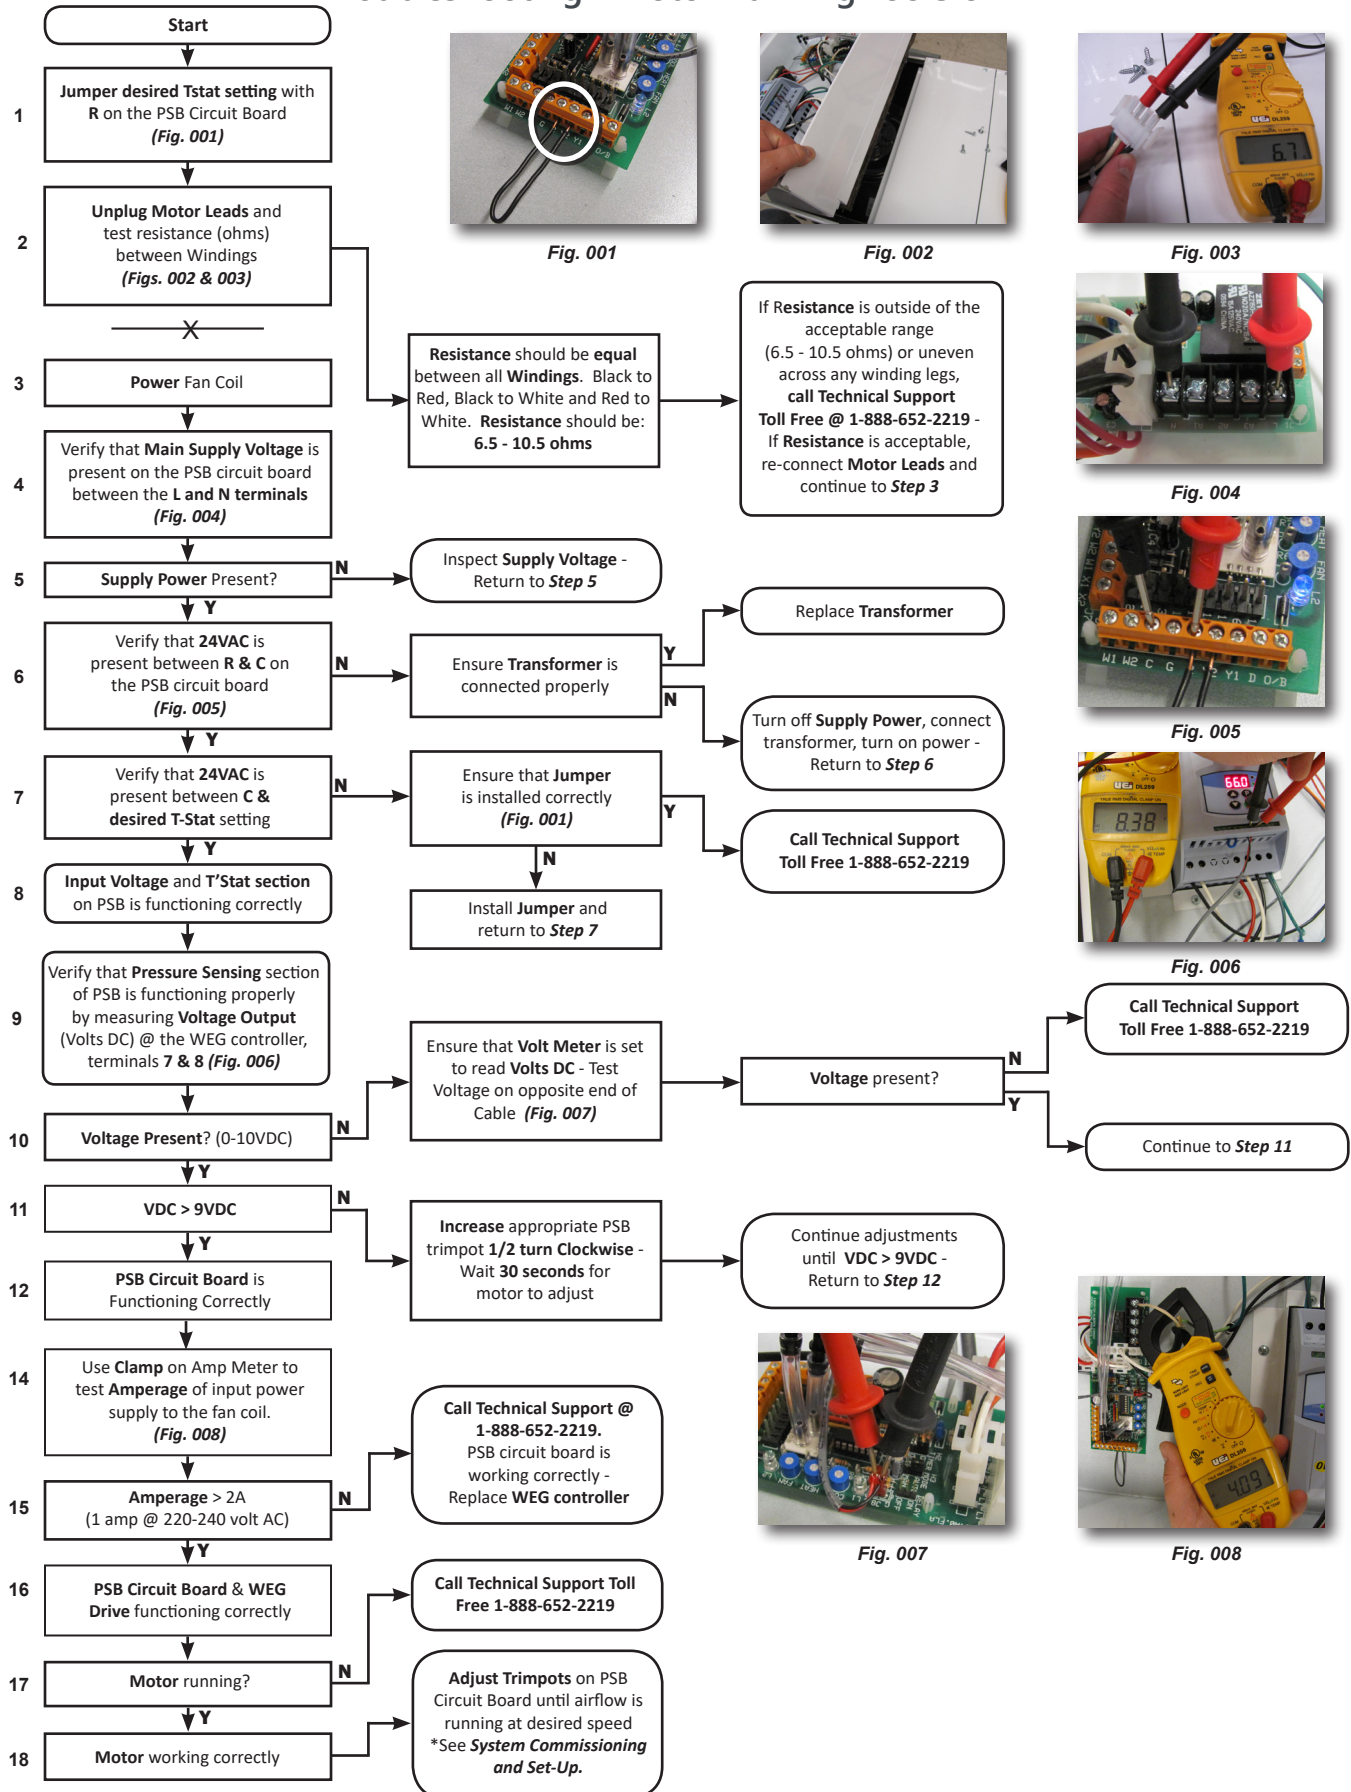 Start
1
Jumper desired Tstat setting with
R on the PSB Circuit Board
(Fig. 001)
2
Unplug Motor Leads and
test resistance (ohms)
between Windings
(Figs. 002 & 003)
X
Fig. 001
Fig. 002
Fig. 003
Resistance should be equal
between all Windings. Black to
Red, Black to White and Red to
White. Resistance should be:
6.5 - 10.5 ohms
If Resistance is outside of the
acceptable range
(6.5 - 10.5 ohms) or uneven
across any winding legs,
call Technical Support
Toll Free @ 1-888-652-2219 -
If Resistance is acceptable,
re-connect Motor Leads and
continue to Step 3
Fig. 004
3
Power Fan Coil
4
Verify that Main Supply Voltage is
present on the PSB circuit board
between the L and N terminals
(Fig. 004)
5
Supply Power Present?
N
Y
Inspect Supply Voltage -
Return to Step 5
6
Verify that 24VAC is
present between R & C on
the PSB circuit board
(Fig. 005)
N
Y
Ensure Transformer is
connected properly
Y
N
Replace Transformer
Turn off Supply Power, connect
transformer, turn on power -
Return to Step 6
W1 W2 C G
Y1 D O/B
Fig. 005
7
Verify that 24VAC is
present between C &
desired T-Stat setting
N
Y
Ensure that Jumper
is installed correctly
(Fig. 001)
Y
N
Call Technical Support
Toll Free 1-888-652-2219
Install Jumper and
return to Step 7
8
Input Voltage and T'Stat section
on PSB is functioning correctly
66.0
8.38
Fig. 006
9
Verify that Pressure Sensing section
of PSB is functioning properly
by measuring Voltage Output
(Volts DC) @ the WEG controller,
terminals 7 & 8 (Fig. 006)
10
Voltage Present? (0-10VDC)
N
Y
Ensure that Volt Meter is set
to read Volts DC - Test
Voltage on opposite end of
Cable (Fig. 007)
Voltage present?
N
Y
Call Technical Support
Toll Free 1-888-652-2219
Continue to Step 11
11
VDC > 9VDC
N
Y
Increase appropriate PSB
trimpot 1/2 turn Clockwise -
Wait 30 seconds for
motor to adjust
Continue adjustments
until VDC > 9VDC -
Return to Step 12
12
PSB Circuit Board is
Functioning Correctly
14
Use Clamp on Amp Meter to
test Amperage of input power
supply to the fan coil.
(Fig. 008)
15
Amperage > 2A
(1 amp @ 220-240 volt AC)
N
Y
Call Technical Support @
1-888-652-2219.
PSB circuit board is
working correctly -
Replace WEG controller
Fig. 007
4.09
Fig. 008
16
PSB Circuit Board & WEG
Drive functioning correctly
Call Technical Support Toll
Free 1-888-652-2219
17
Motor running?
N
Y
18
Motor working correctly
Adjust Trimpots on PSB
Circuit Board until airflow is
running at desired speed
*See System Commissioning
and Set-Up.